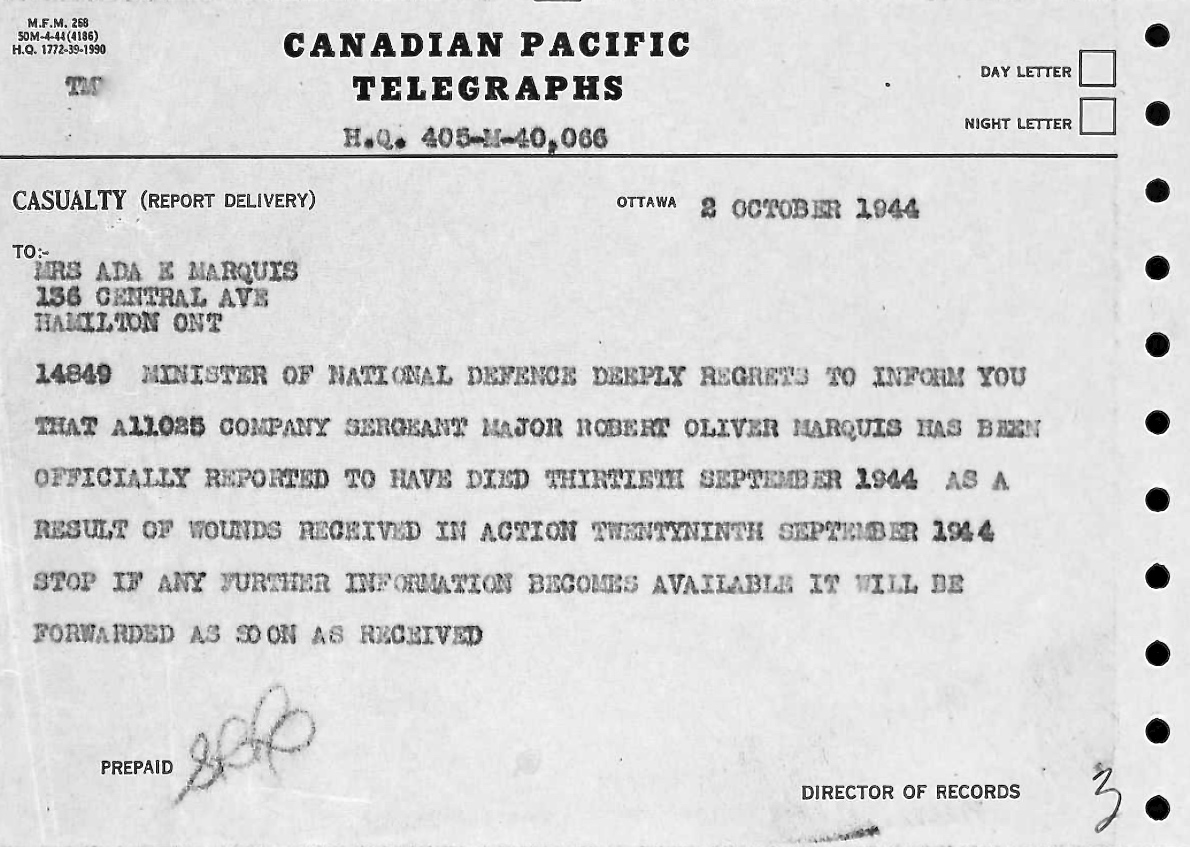 M.F.M. 268
50M-4-44(4186)
H.Q. 1772-39-1990
CANADIAN PACIFIC
TELEGRAPHS
DAY LETTER
NIGHT LETTER
H.Q. 405-M-40,066
CASUALTY (REPORT DELIVERY)
OTTAWA 2 OCTOBER 1944
TO:-
MRS ADA E MARQUIS
136 CENTRAL AVE
HAMILTON ONT
14849 MINISTER OF NATIONAL DEFENCE DEEPLY REGRETS TO INFORM YOU
THAT A11025 COMPANY SERGEANT MAJOR ROBERT OLIVER MARQUIS HAS BEEN
OFFICIALLY REPORTED TO HAVE DIED THIRTIETH SEPTEMBER 1944 AS A
RESULT OF WOUNDS RECEIVED IN ACTION TWENTYNINTH SEPTEMBER 1944
STOP IF ANY FURTHER INFORMATION BECOMES AVAILABLE IT WILL BE
FORWARDED AS SOON AS RECEIVED
PREPAID
DIRECTOR OF RECORDS
3